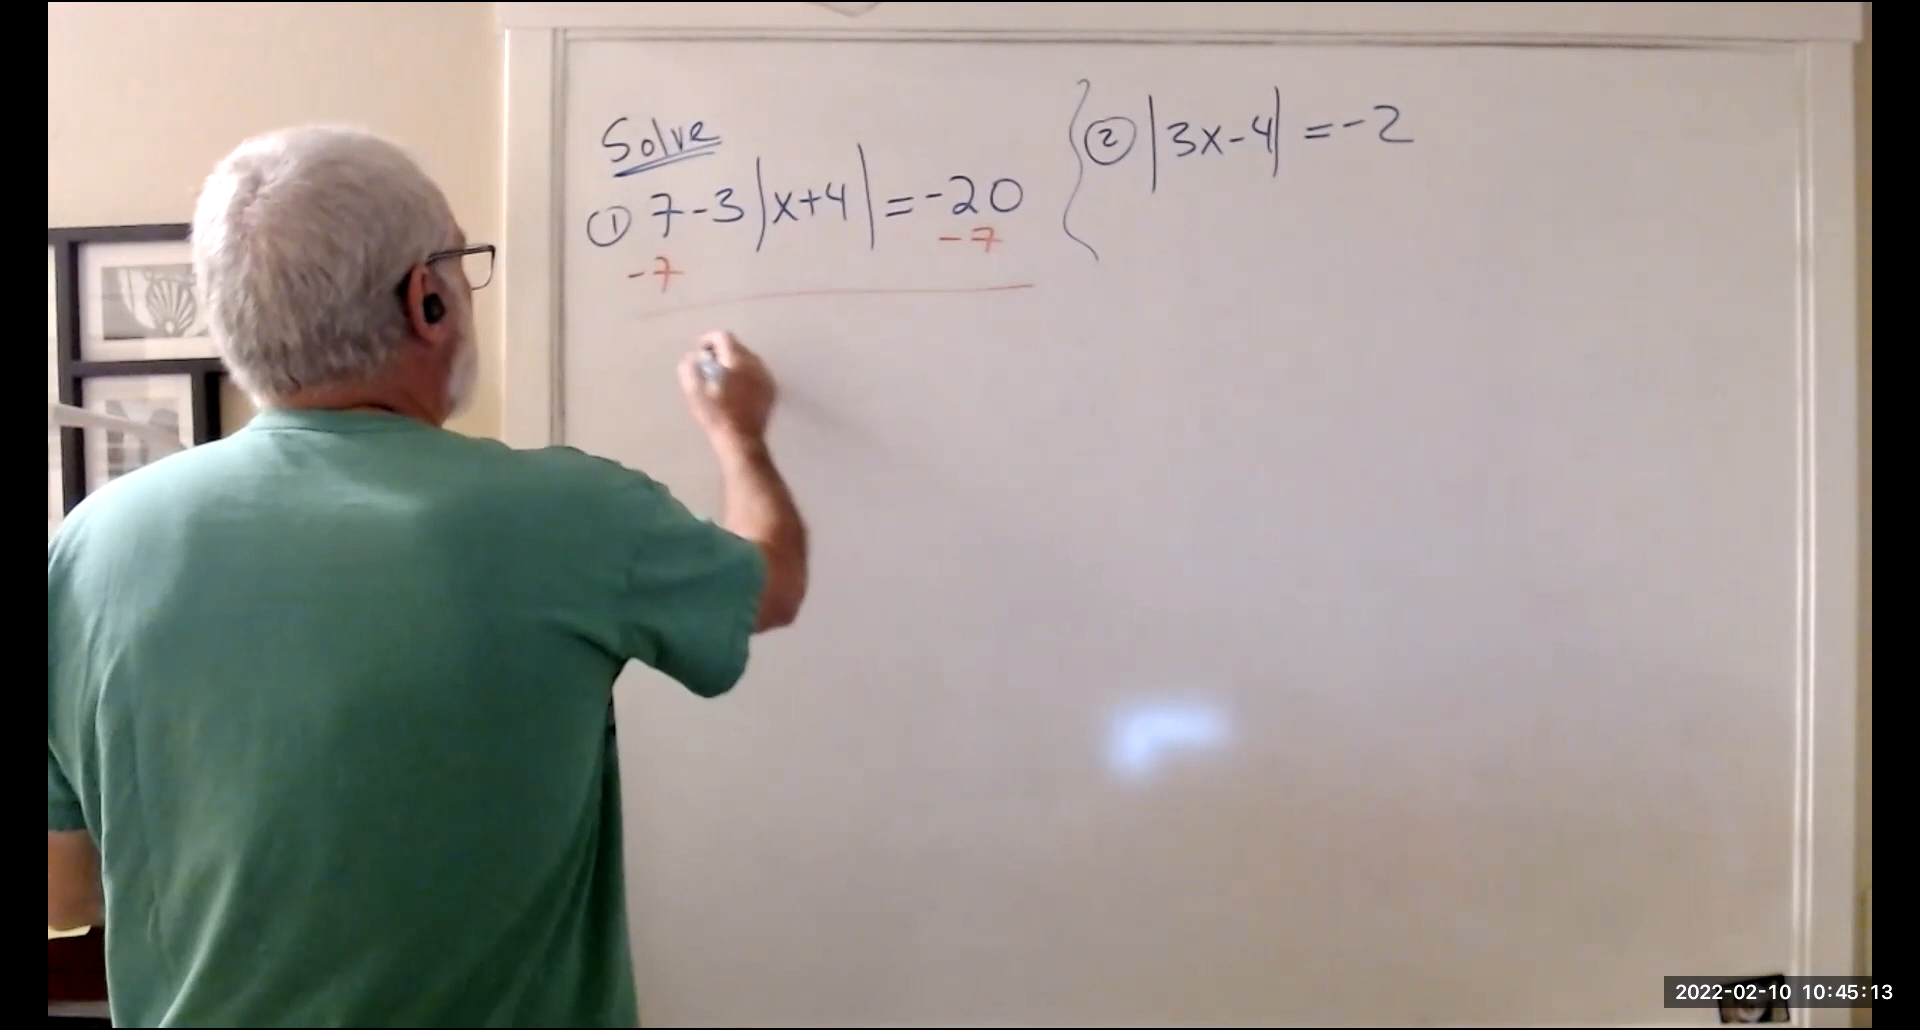 Solve
① 7-3|x+4|=-20
-7
-7
② |3x-4|=-2
2022-02-10 10:45:13